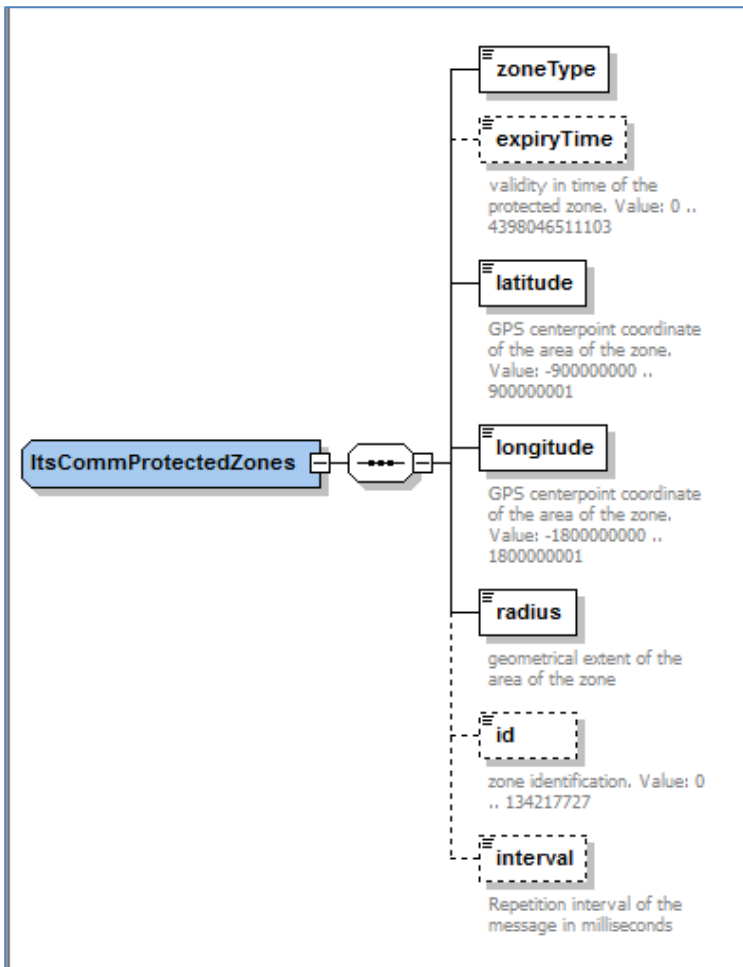 zoneType
expiryTime
validity in time of the
protected zone. Value: 0 ..
4398046511103
latitude
GPS centerpoint coordinate
of the area of the zone.
Value: -900000000 ..
900000001
ItsCommProtectedZones
longitude
GPS centerpoint coordinate
of the area of the zone.
Value: -1800000000 ..
1800000001
radius
geometrical extent of the
area of the zone
id
zone identification. Value: 0
.. 134217727
interval
Repetition interval of the
message in milliseconds